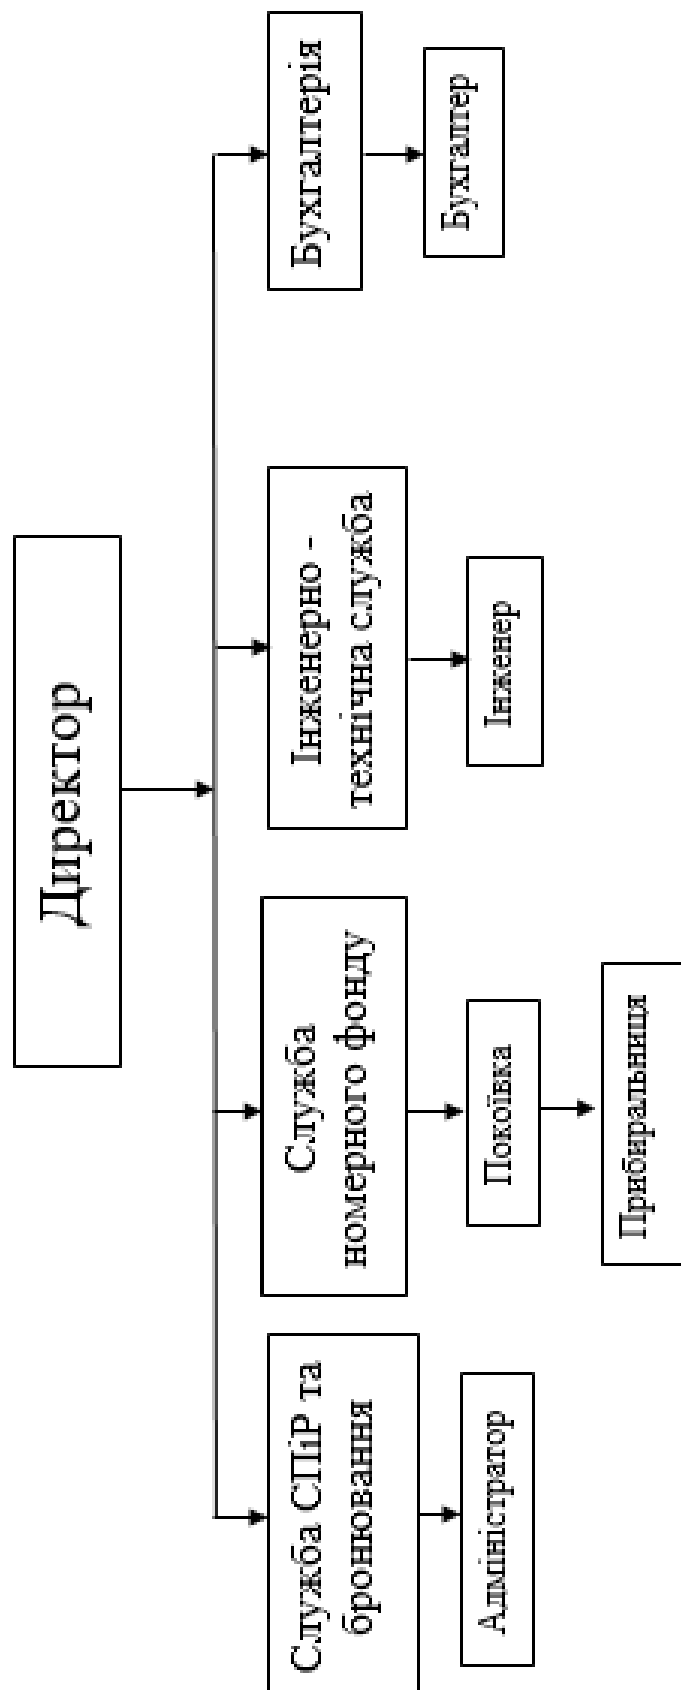 Директор
Служба СПіР та
бронювання
Служба
номерного фонду
Інженерно -
технічна служба
Бухгалтерія
Адміністратор
Покоївка
Інженер
Бухгалтер
Прибиральниця